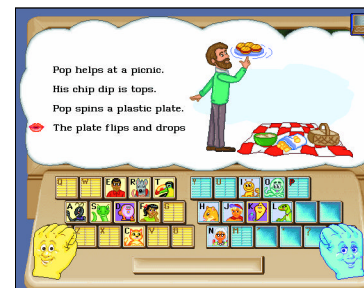 Pop helps at a picnic.
His chip dip is tops.
Pop spins a plastic plate.
The plate flips and drops
Q W E R T U I O P
A S D F H J K L
X C V B N M